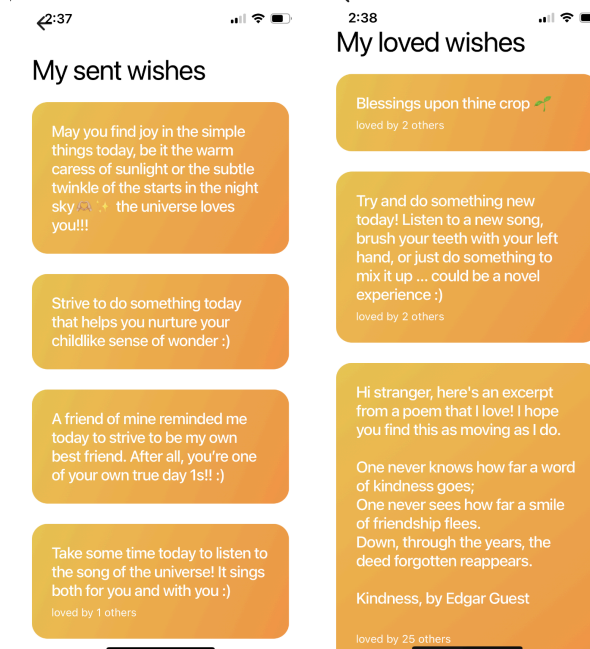 2:37
My sent wishes
May you find joy in the simple
things today, be it the warm
caress of sunlight or the subtle
twinkle of the starts in the night
sky🙌🏼✨ the universe loves
you!!!
Strive to do something today
that helps you nurture your
childlike sense of wonder :)
A friend of mine reminded me
today to strive to be my own
best friend. After all, you're one
of your own true day 1s!! :)
Take some time today to listen to
the song of the universe! It sings
both for you and with you :)
loved by 1 others
2:38
My loved wishes
Blessings upon thine crop 🌱
loved by 2 others
Try and do something new
today! Listen to a new song,
brush your teeth with your left
hand, or just do something to
mix it up ... could be a novel
experience :)
loved by 2 others
Hi stranger, here's an excerpt
from a poem that I love! I hope
you find this as moving as I do.
One never knows how far a word
of kindness goes;
One never sees how far a smile
of friendship flees.
Down, through the years, the
deed forgotten reappears.
Kindness, by Edgar Guest
loved by 25 others